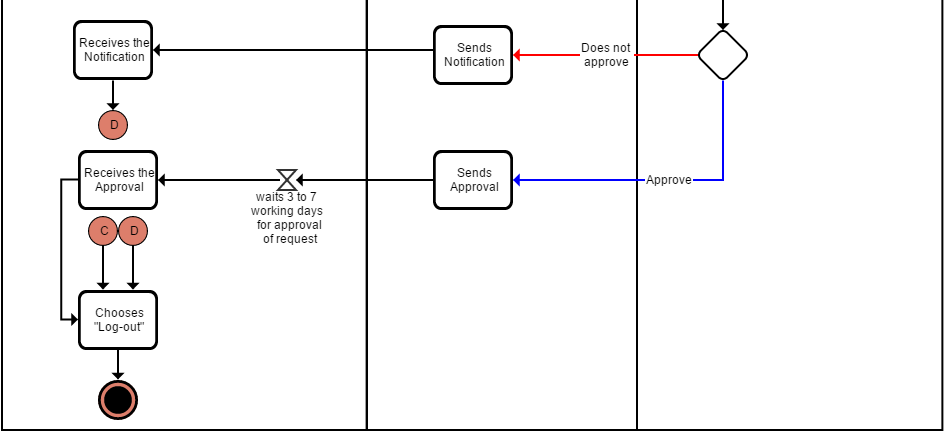 Receives the
Notification
Sends
Notification
Does not
approve
D
Receives the
Approval
waits 3 to 7
working days
for approval
of request
Sends
Approval
Approve
C
D
Chooses
"Log-out"